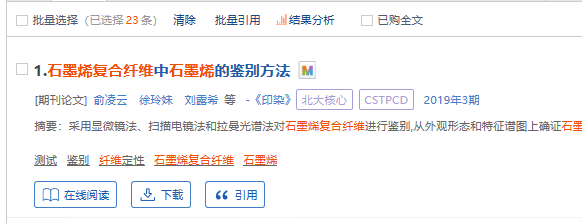 批量选择 (已选择 23 条) 清除 批量引用 结果分析 已购全文
1.石墨烯复合纤维中石墨烯的鉴别方法 M
[期刊论文] 俞凌云 徐玲妹 刘露希 等 -《印染》 北大核心 CSTPCD 2019年3期
摘要：采用显微镜法、扫描电镜法和拉曼光谱法对石墨烯复合纤维进行鉴别,从外观形态和特征谱图上确证石墨
测试 鉴别 纤维定性 石墨烯复合纤维 石墨烯
在线阅读 下载 引用